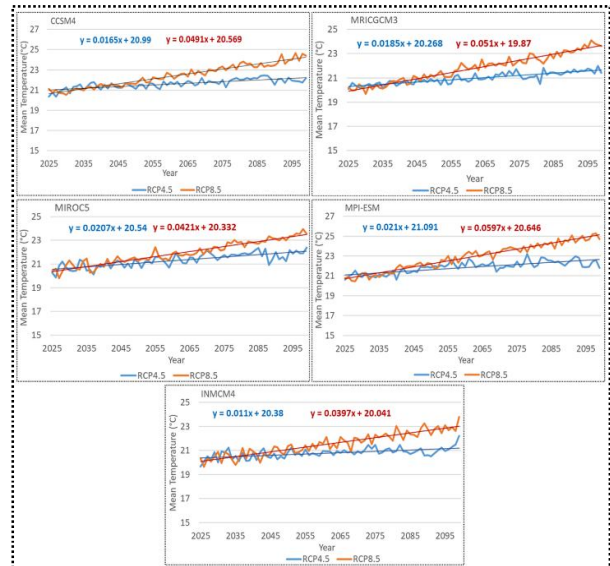 CCSM4
y = 0.0165x + 20.99 y = 0.0491x + 20.569
Mean Temperature(°C)
27
25
23
21
19
17
15
2025 2035 2045 2055 2065 2075 2085 2095
Year
RCP4.5 RCP8.5
MRICGCM3
y = 0.0185x + 20.268 y = 0.051x + 19.87
Mean Temperature (°C)
25
23
21
19
17
15
2025 2035 2045 2055 2065 2075 2085 2095
Year
RCP4.5 RCP8.5
MIROC5
y = 0.0207x + 20.54 y = 0.0421x + 20.332
Mean Temperature (°C)
25
23
21
19
17
15
2025 2035 2045 2055 2065 2075 2085 2095
Year
RCP4.5 RCP8.5
MPI-ESM
y = 0.021x + 21.091 y = 0.0597x + 20.646
Mean Temperature (°C)
27
25
23
21
19
17
15
2025 2035 2045 2055 2065 2075 2085 2095
Year
RCP4.5 RCP8.5
INMCM4
y = 0.011x + 20.38 y = 0.0397x + 20.041
Mean Temperature (°C)
25
23
21
19
17
15
2025 2035 2045 2055 2065 2075 2085 2095
Year
RCP4.5 RCP8.5